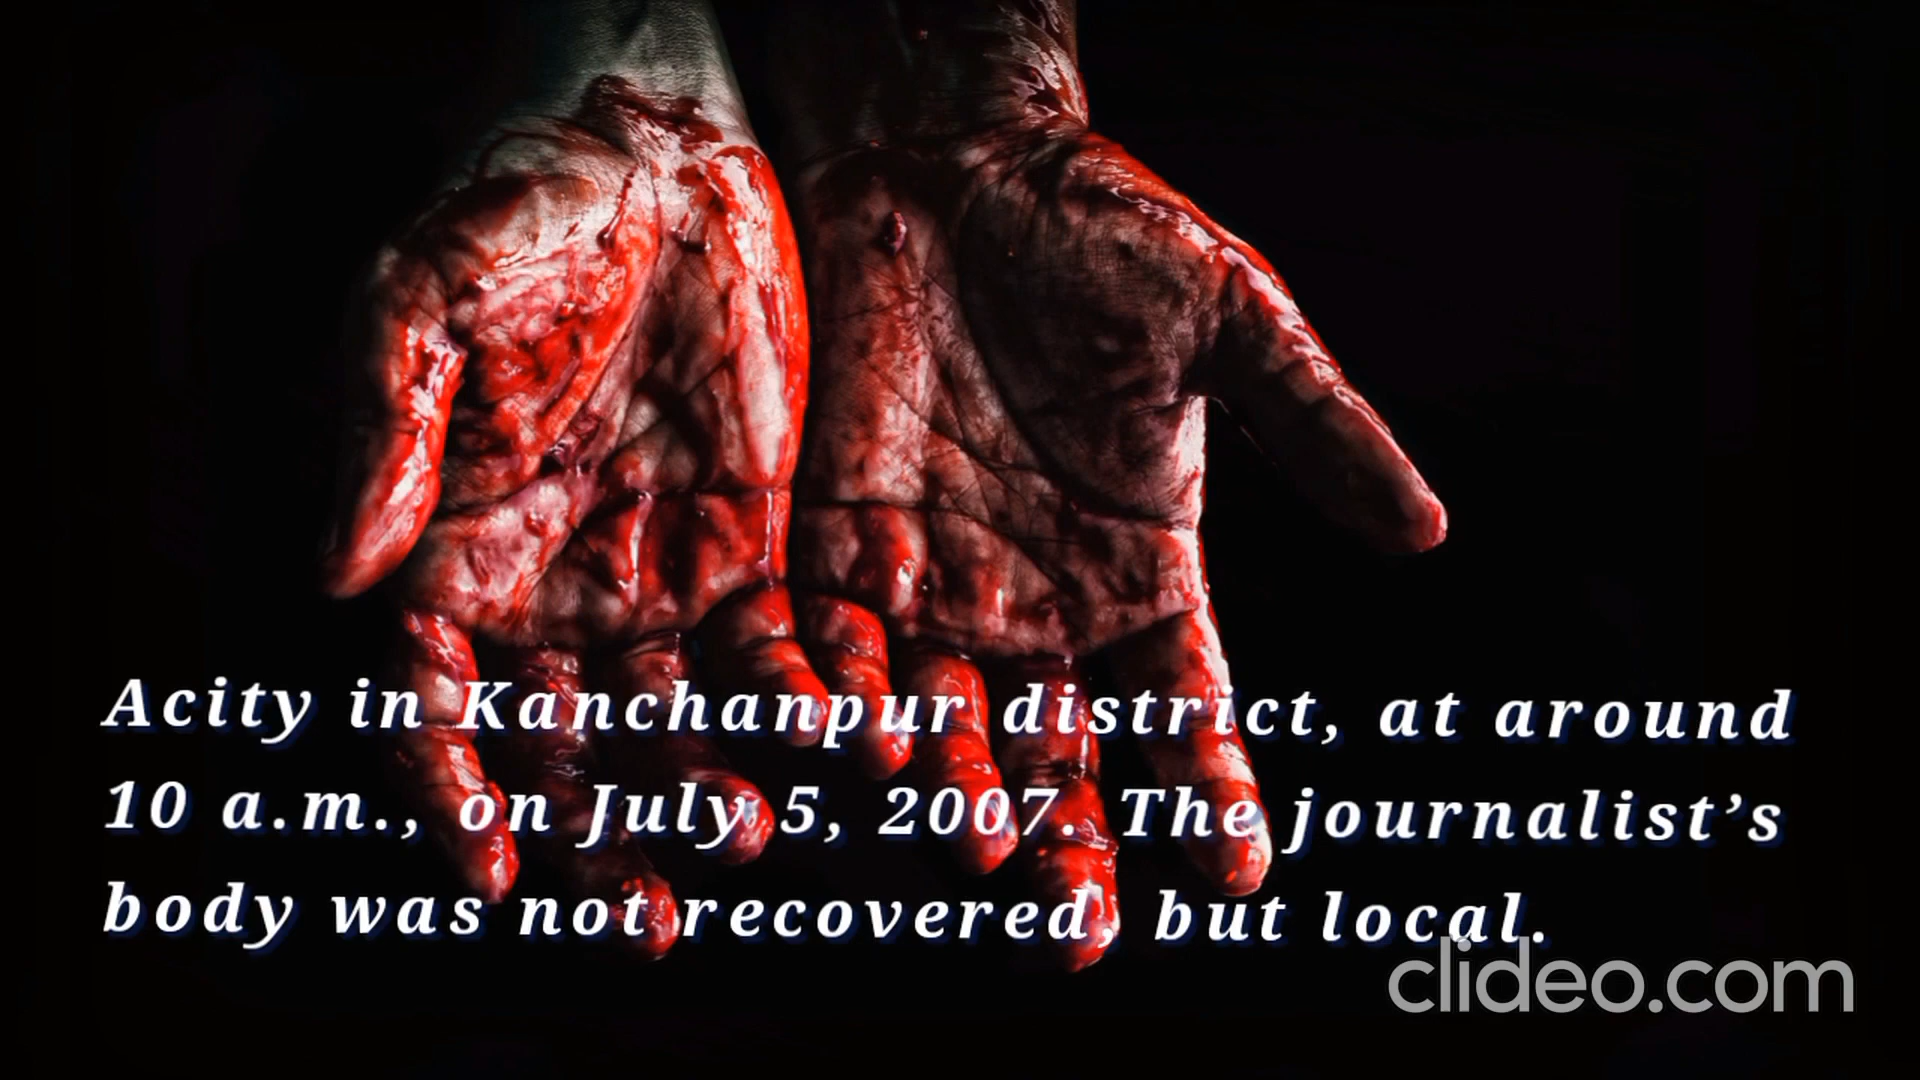 Acity in Kanchanpur district, at around
10 a.m., on July 5, 2007. The journalist’s
body was not recovered, but local.
clideo.com